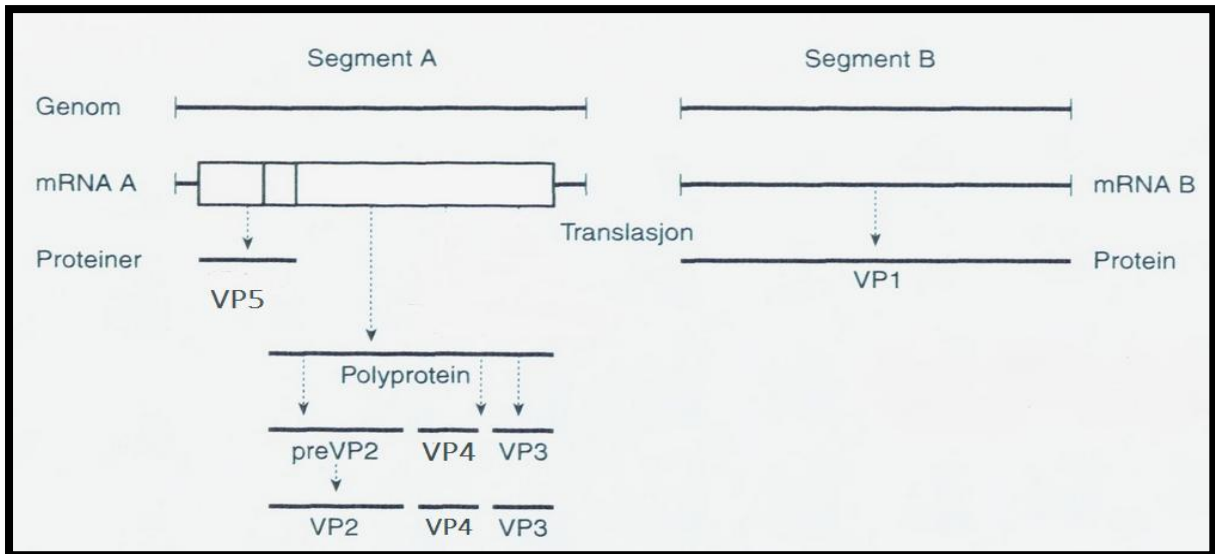 Segment A Segment B
Genom
mRNA A mRNA B
Translasjon
Proteiner Protein
VP5 VP1
Polyprotein
preVP2 VP4 VP3
VP2 VP4 VP3